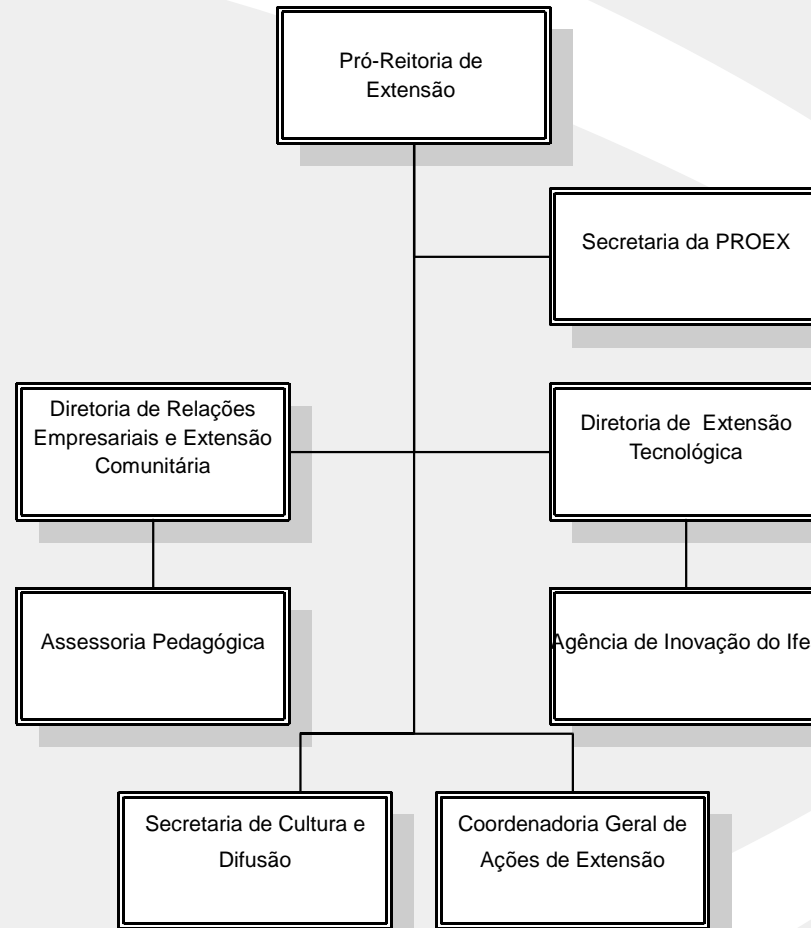 Pró-Reitoria de
Extensão
Secretaria da PROEX
Diretoria de Relações
Empresariais e Extensão
Comunitária
Diretoria de Extensão
Tecnológica
Assessoria Pedagógica
Agência de Inovação do Ife
Secretaria de Cultura e
Difusão
Coordenadoria Geral de
Ações de Extensão